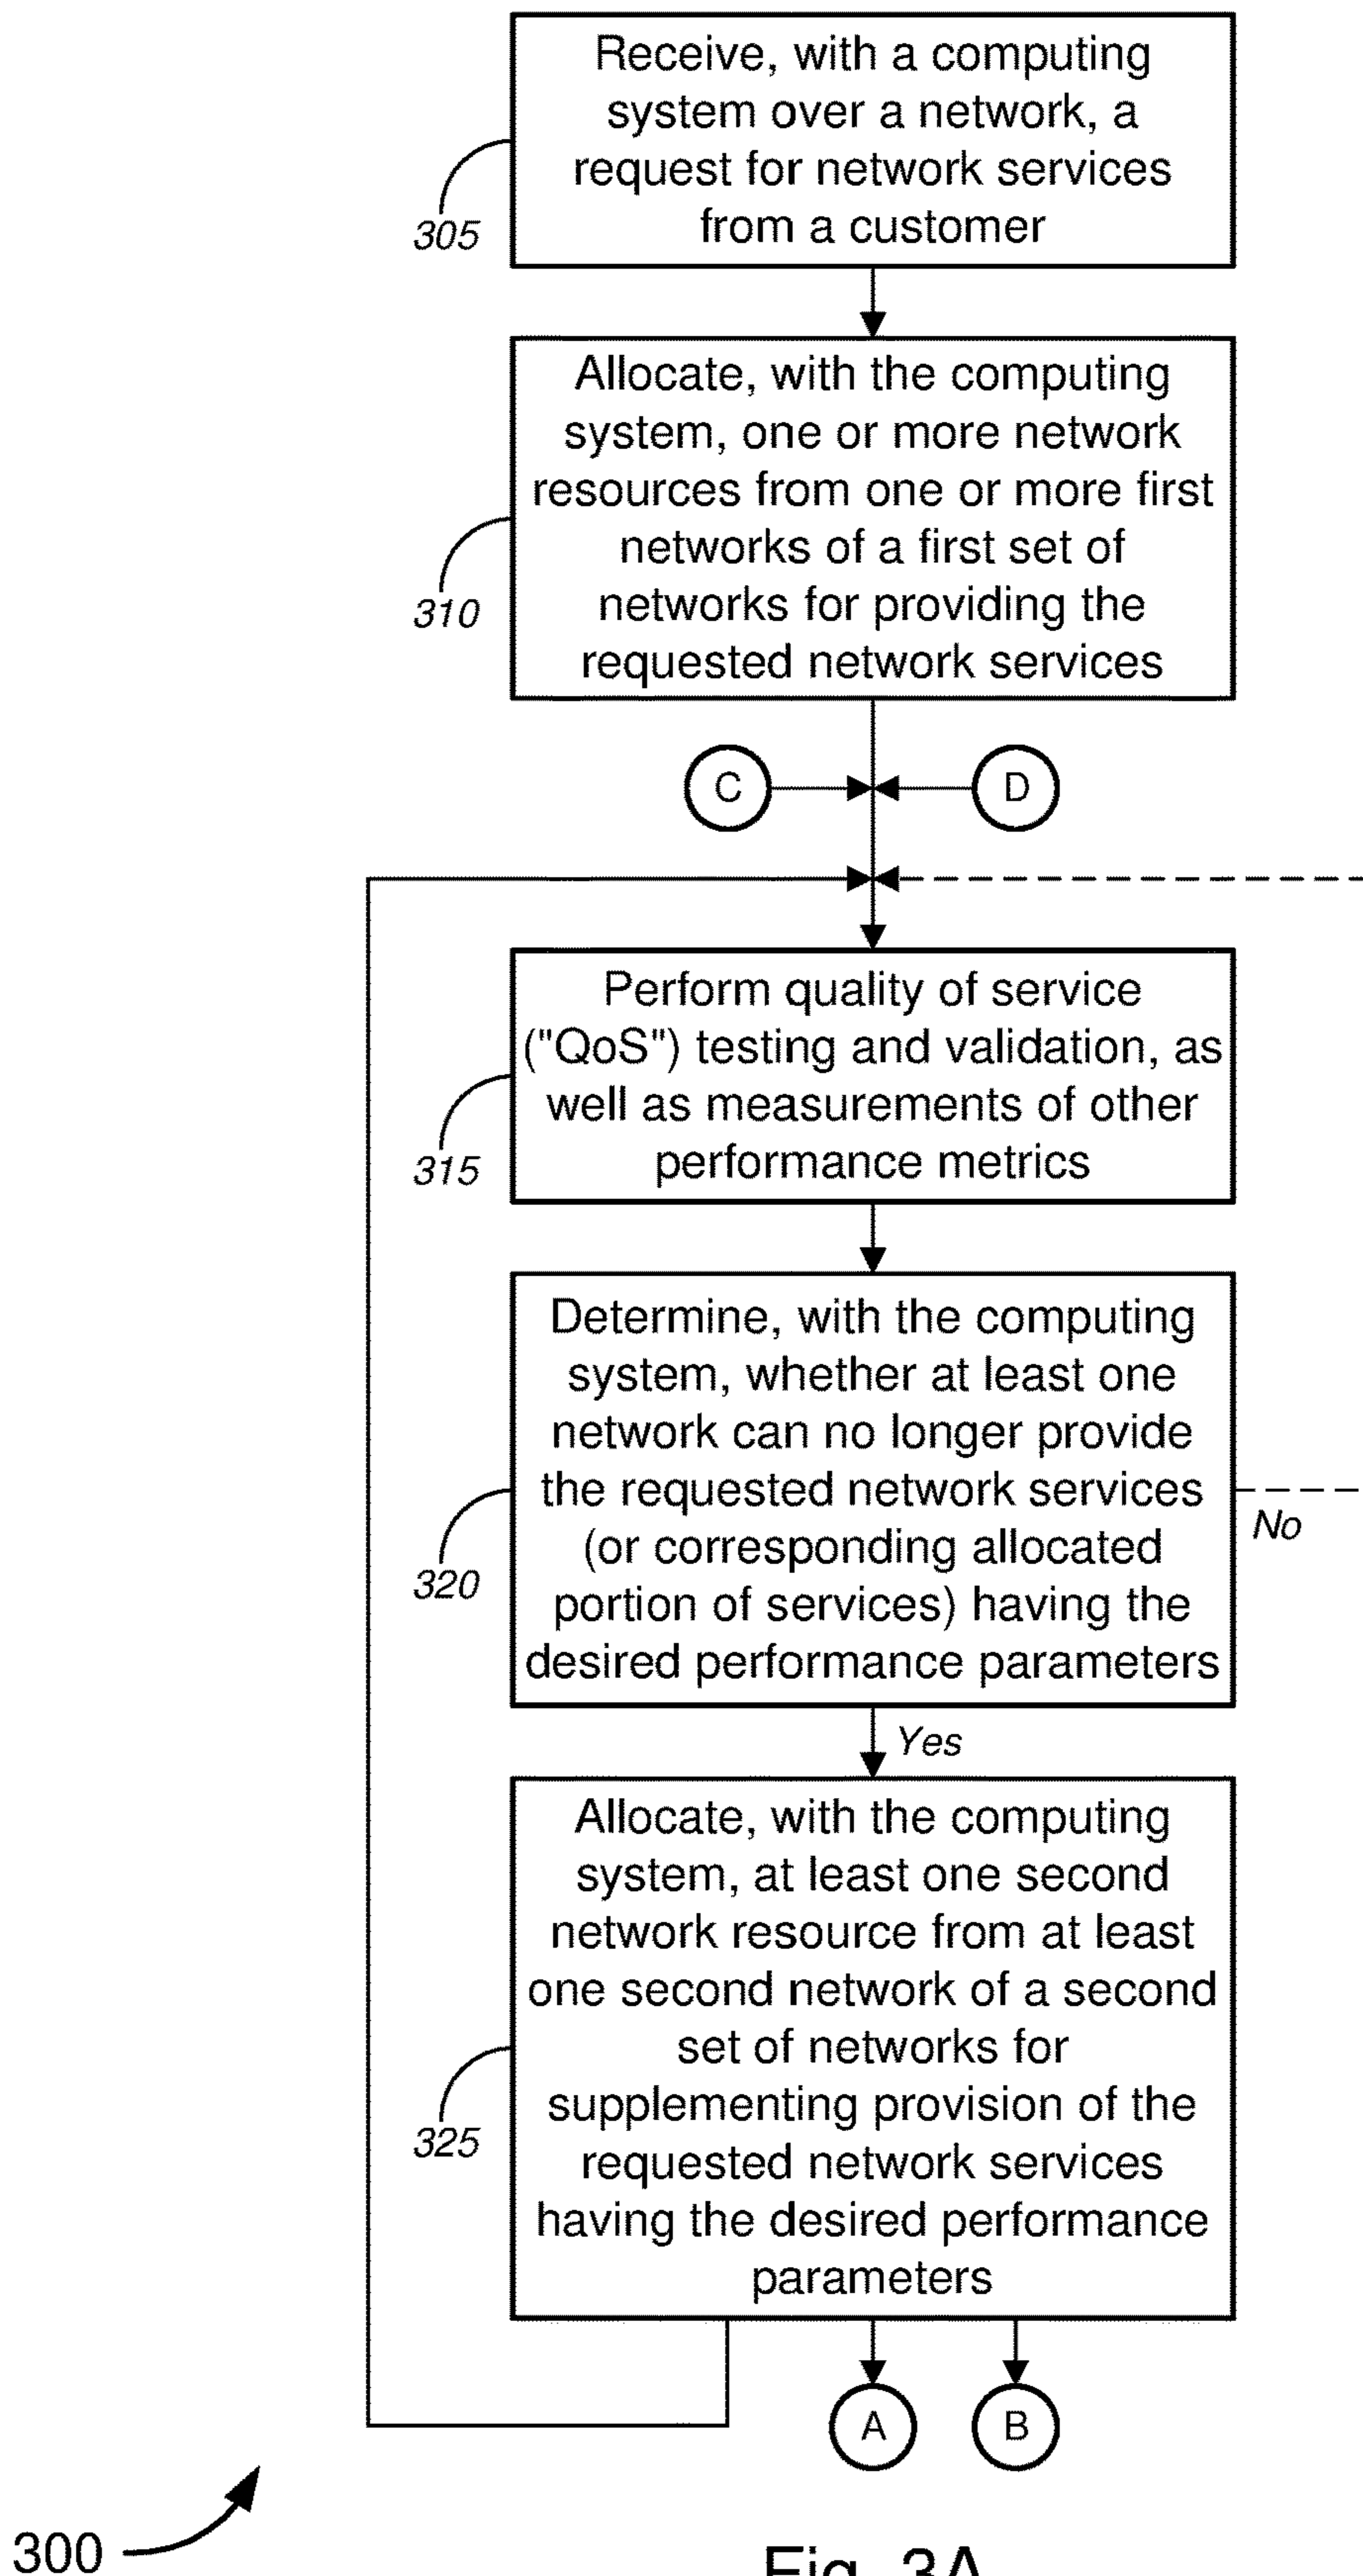 Receive, with a computing
system over a network, a
request for network services
from a customer
305
Allocate, with the computing
system, one or more network
resources from one or more first
networks of a first set of
networks for providing the
requested network services
310
C
D
Perform quality of service
("QoS") testing and validation, as
well as measurements of other
performance metrics
315
Determine, with the computing
system, whether at least one
network can no longer provide
the requested network services
(or corresponding allocated
portion of services) having the
desired performance parameters
320
No
Yes
Allocate, with the computing
system, at least one second
network resource from at least
one second network of a second
set of networks for
supplementing provision of the
requested network services
having the desired performance
parameters
325
A
B
300
Fig. 3A